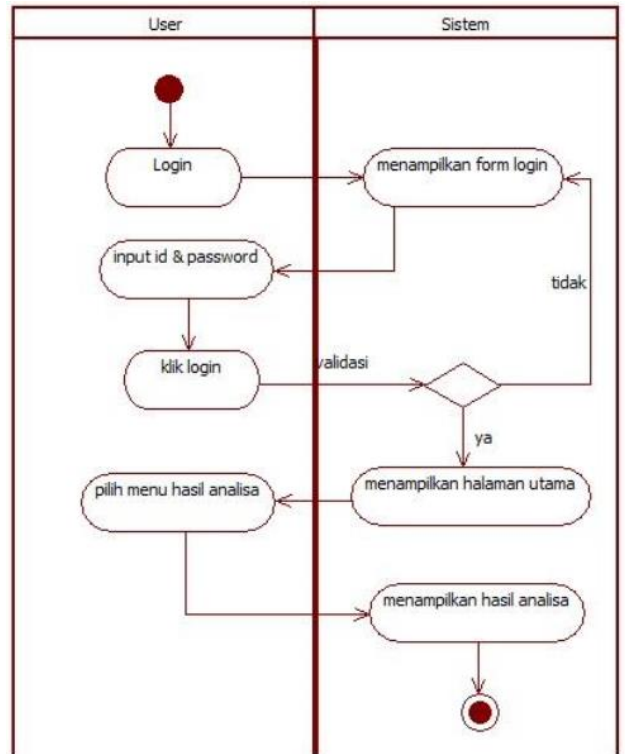 User
Sistem
Login
menampilkan form login
input id & password
tidak
klik login
validasi
ya
pilih menu hasil analisa
menampilkan halaman utama
menampilkan hasil analisa